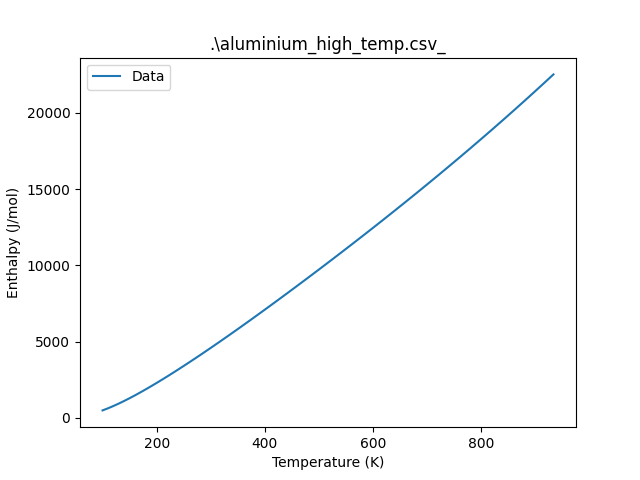 .\aluminium_high_temp.csv_
Data
Enthalpy (J/mol)
20000
15000
10000
5000
0
200 400 600 800
Temperature (K)